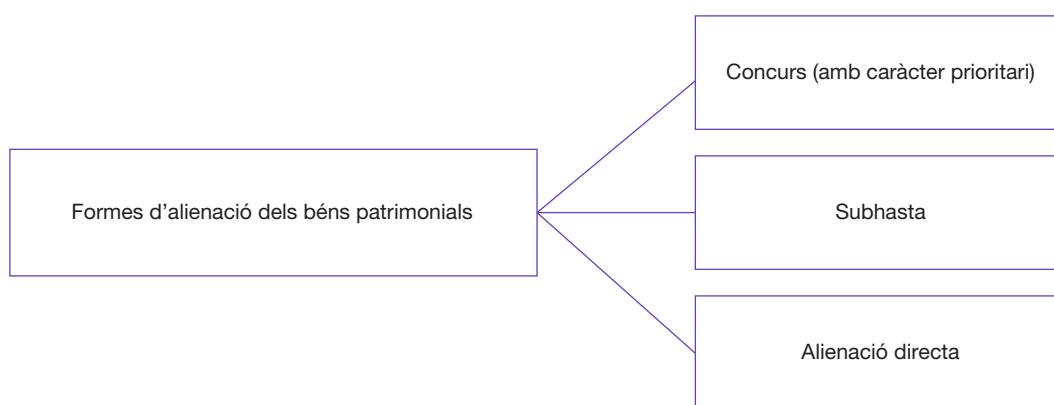 Concurs (amb caràcter prioritari)
Formes d’alienació dels béns patrimonials
Subhasta
Alienació directa